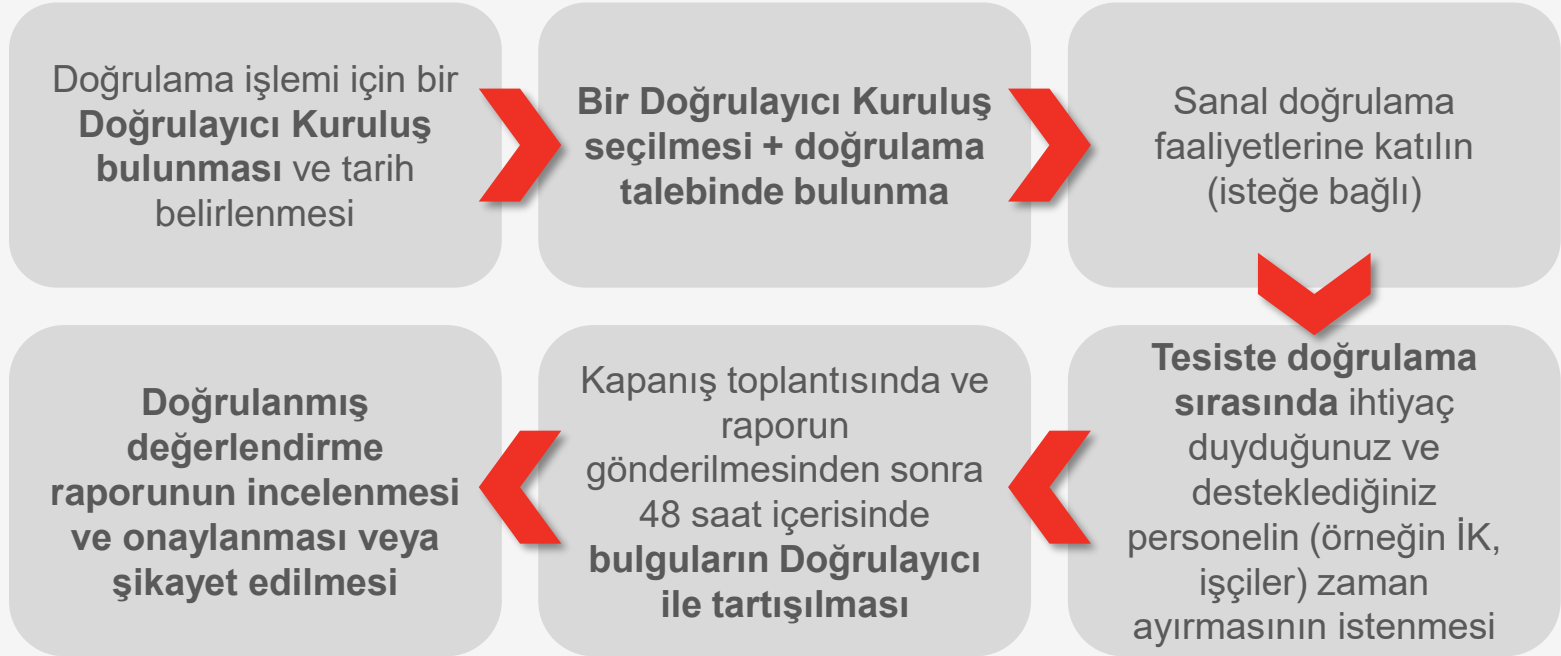 Doğrulama işlemi için bir
Doğrulayıcı Kuruluş
bulunması ve tarih
belirlenmesi
Bir Doğrulayıcı Kuruluş
seçilmesi + doğrulama
talebinde bulunma
Sanal doğrulama
faaliyetlerine katılın
(isteğe bağlı)
Tesiste doğrulama
sırasında ihtiyaç
duyduğunuz ve
desteklediğiniz
personelin (örneğin İK,
işçiler) zaman
ayırmasının istenmesi
Kapanış toplantısında ve
raporun
gönderilmesinden sonra
48 saat içerisinde
bulguların Doğrulayıcı
ile tartışılması
Doğrulanmış
değerlendirme
raporunun incelenmesi
ve onaylanması veya
şikayet edilmesi